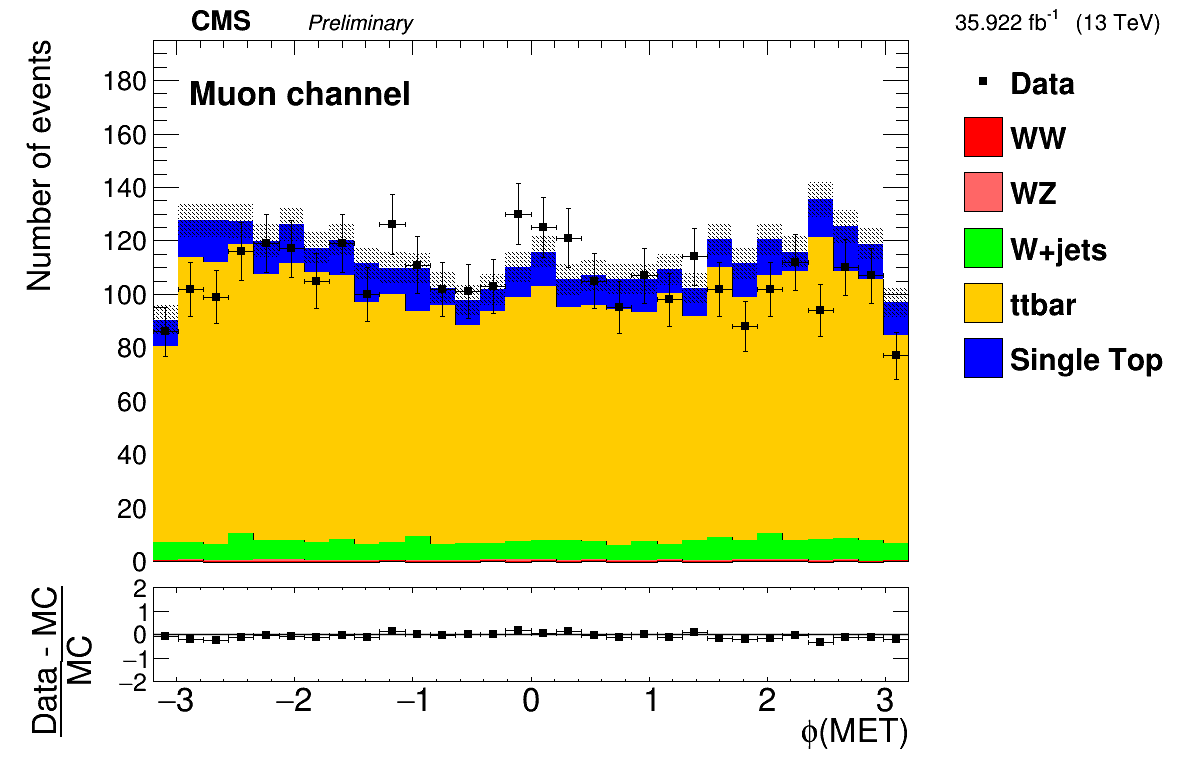 CMS Preliminary 35.922 fb-1 (13 TeV)
Number of events
Muon channel
180
160
140
120
100
80
60
40
20
0
Data
WW
WZ
W+jets
ttbar
Single Top
Data - MC
MC
2
1
0
−1
−2
−3 −2 −1 0 1 2 3
ϕ(MET)